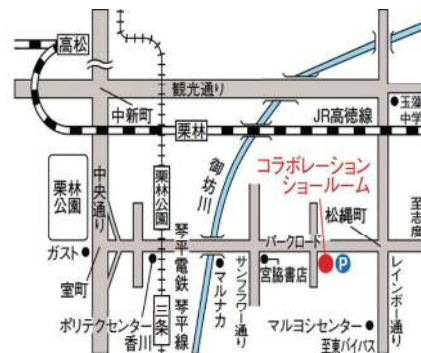 高松
観光通り
中新町
玉藻
中学
JR高徳線
栗林
御坊川
コラボレーション
ショールーム
栗林
公園
中央通り
栗林公園
松縄町
至志度
琴平電鉄
琴平線
パークロード
ガスト
室町
マルナカ
サンフラワー通り
宮脇書店
P
レインボー通り
ポリテクセンター
香川
三条
マルヨシセンター
至東バイパス